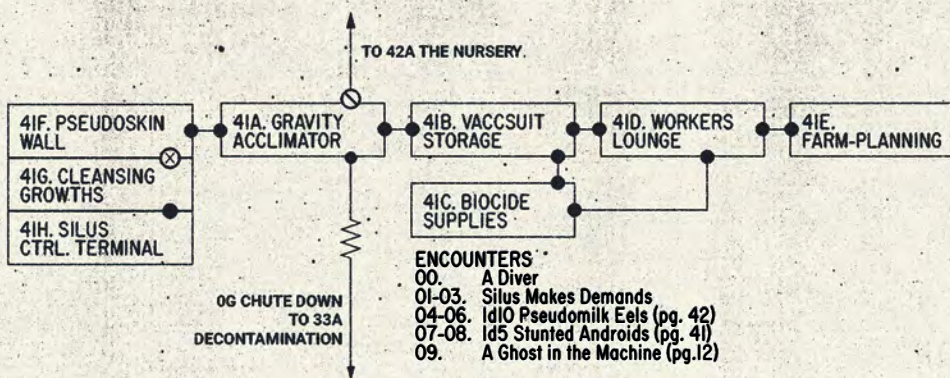 TO 42A THE NURSERY.
41F. PSEUDOSKIN
WALL
41A. GRAVITY
ACCLIMATOR
41B. VACCSUIT
STORAGE
41D. WORKERS
LOUNGE
41E.
FARM-PLANNING
41G. CLEANSING
GROWTHS
41H. SILUS
CTRL. TERMINAL
41C. BIOCIDE
SUPPLIES
0G CHUTE DOWN
TO 33A
DECONTAMINATION
ENCOUNTERS
00. A Diver
01-03. Silus Makes Demands
04-06. 1d10 Pseudomilk Eels (pg. 42)
07-08. 1d5 Stunted Androids (pg. 41)
09. A Ghost in the Machine (pg.12)